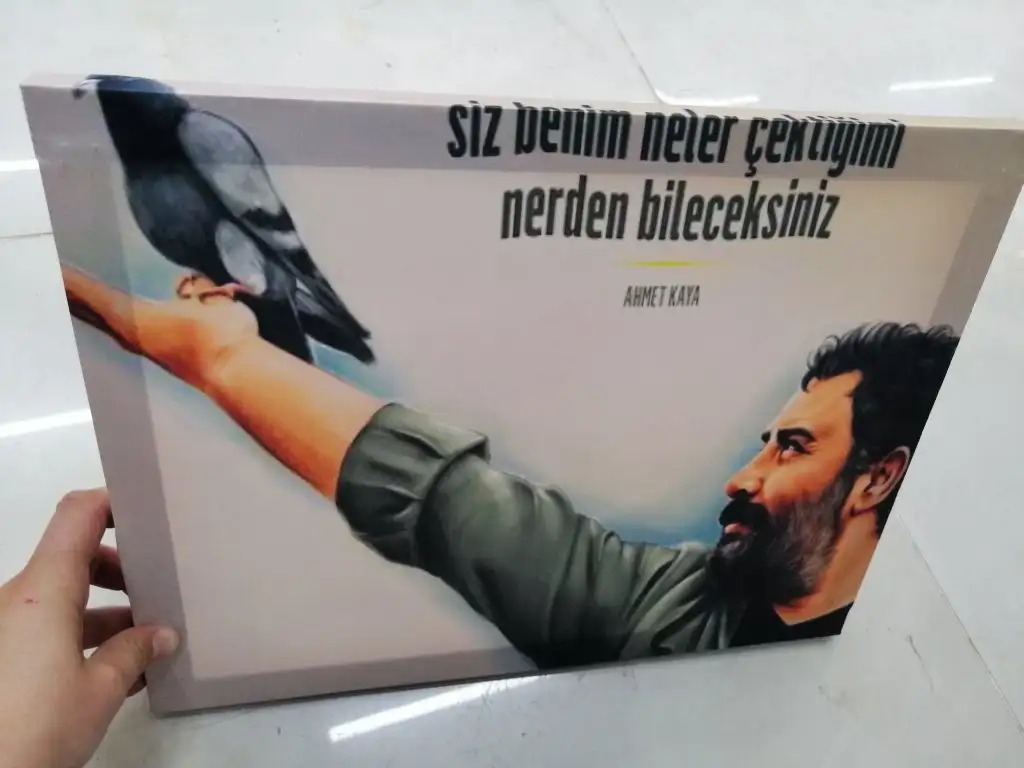 siz benim neler çektiğimi
nerden bileceksiniz
AHMET KAYA